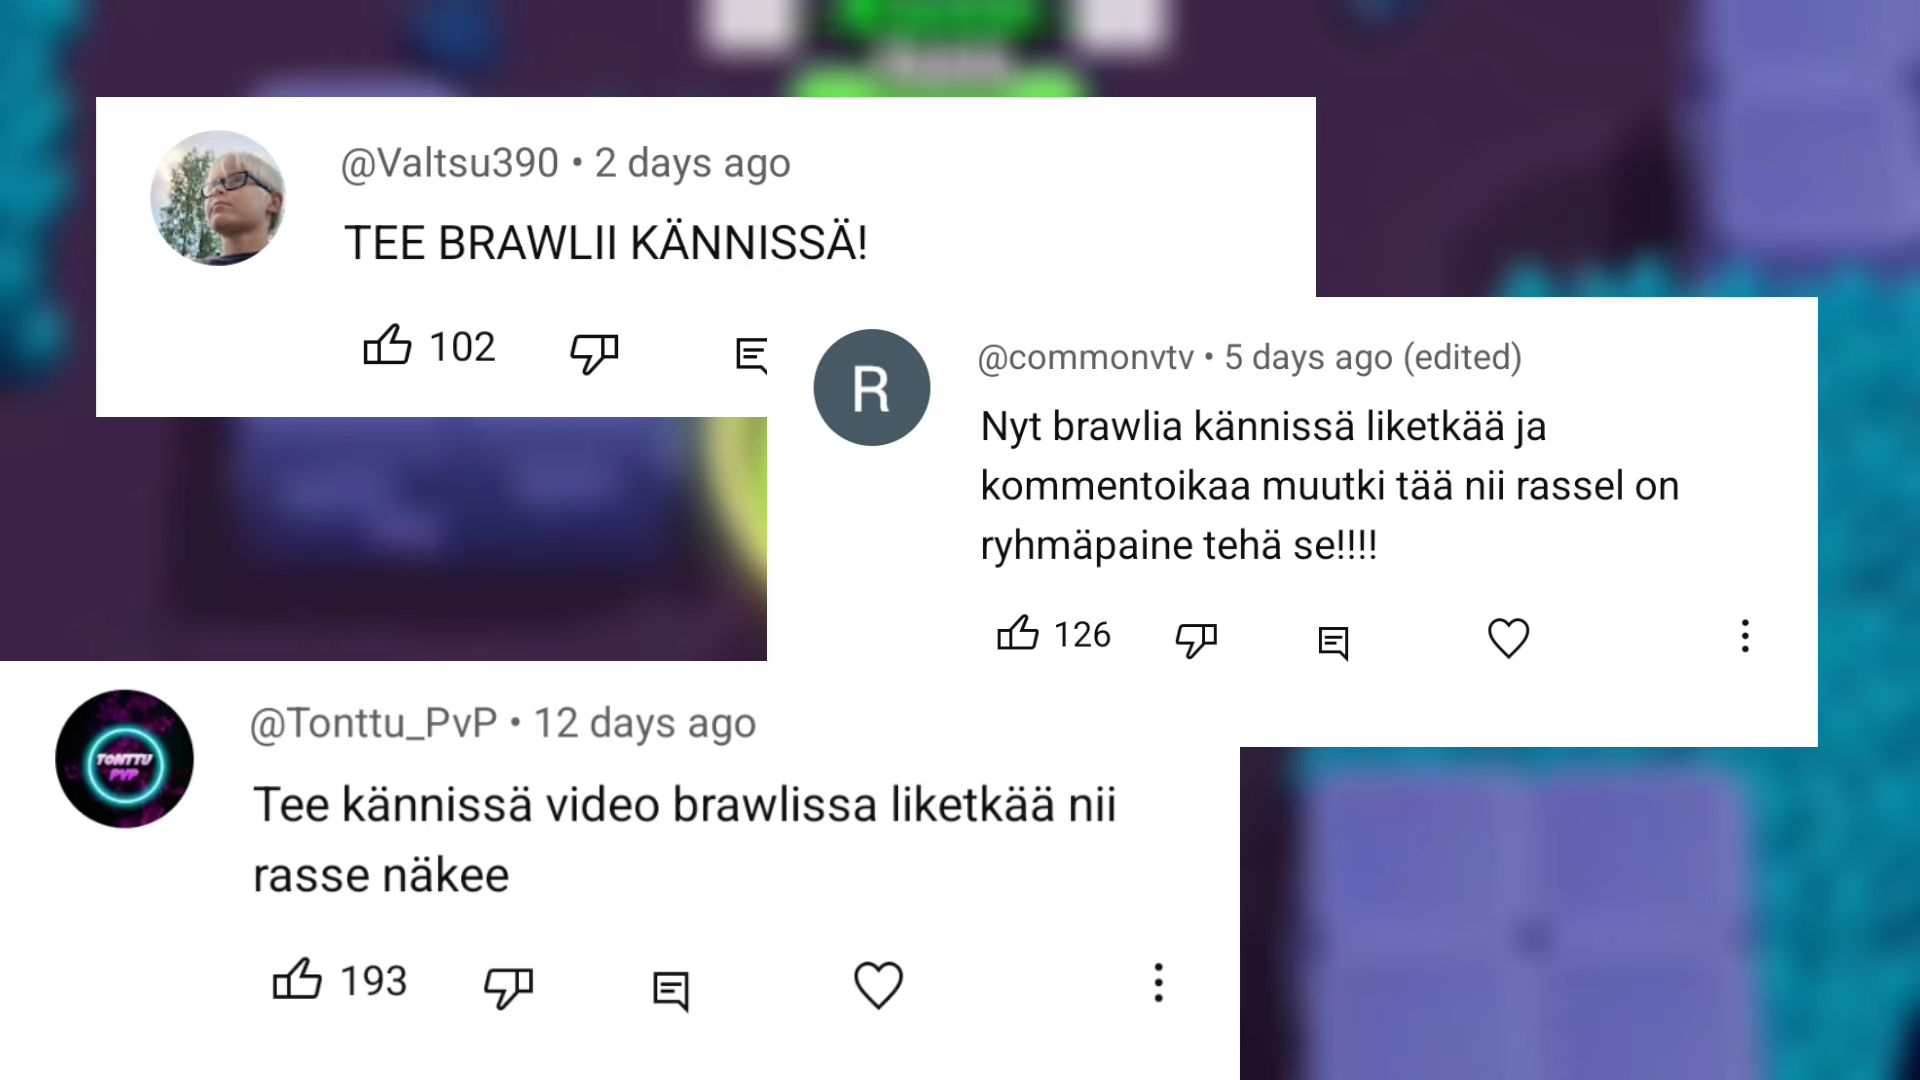 @Valtsu390 • 2 days ago
TEE BRAWLII KÄNNISSÄ!
102
R
@commonvtv • 5 days ago (edited)
Nyt brawlia kännissä liketkää ja
kommentoikaa muutki tää nii rassel on
ryhmäpaine tehä se!!!!
126
TONTTU
PVP
@Tonttu_PvP • 12 days ago
Tee kännissä video brawlissa liketkää nii
rasse näkee
193